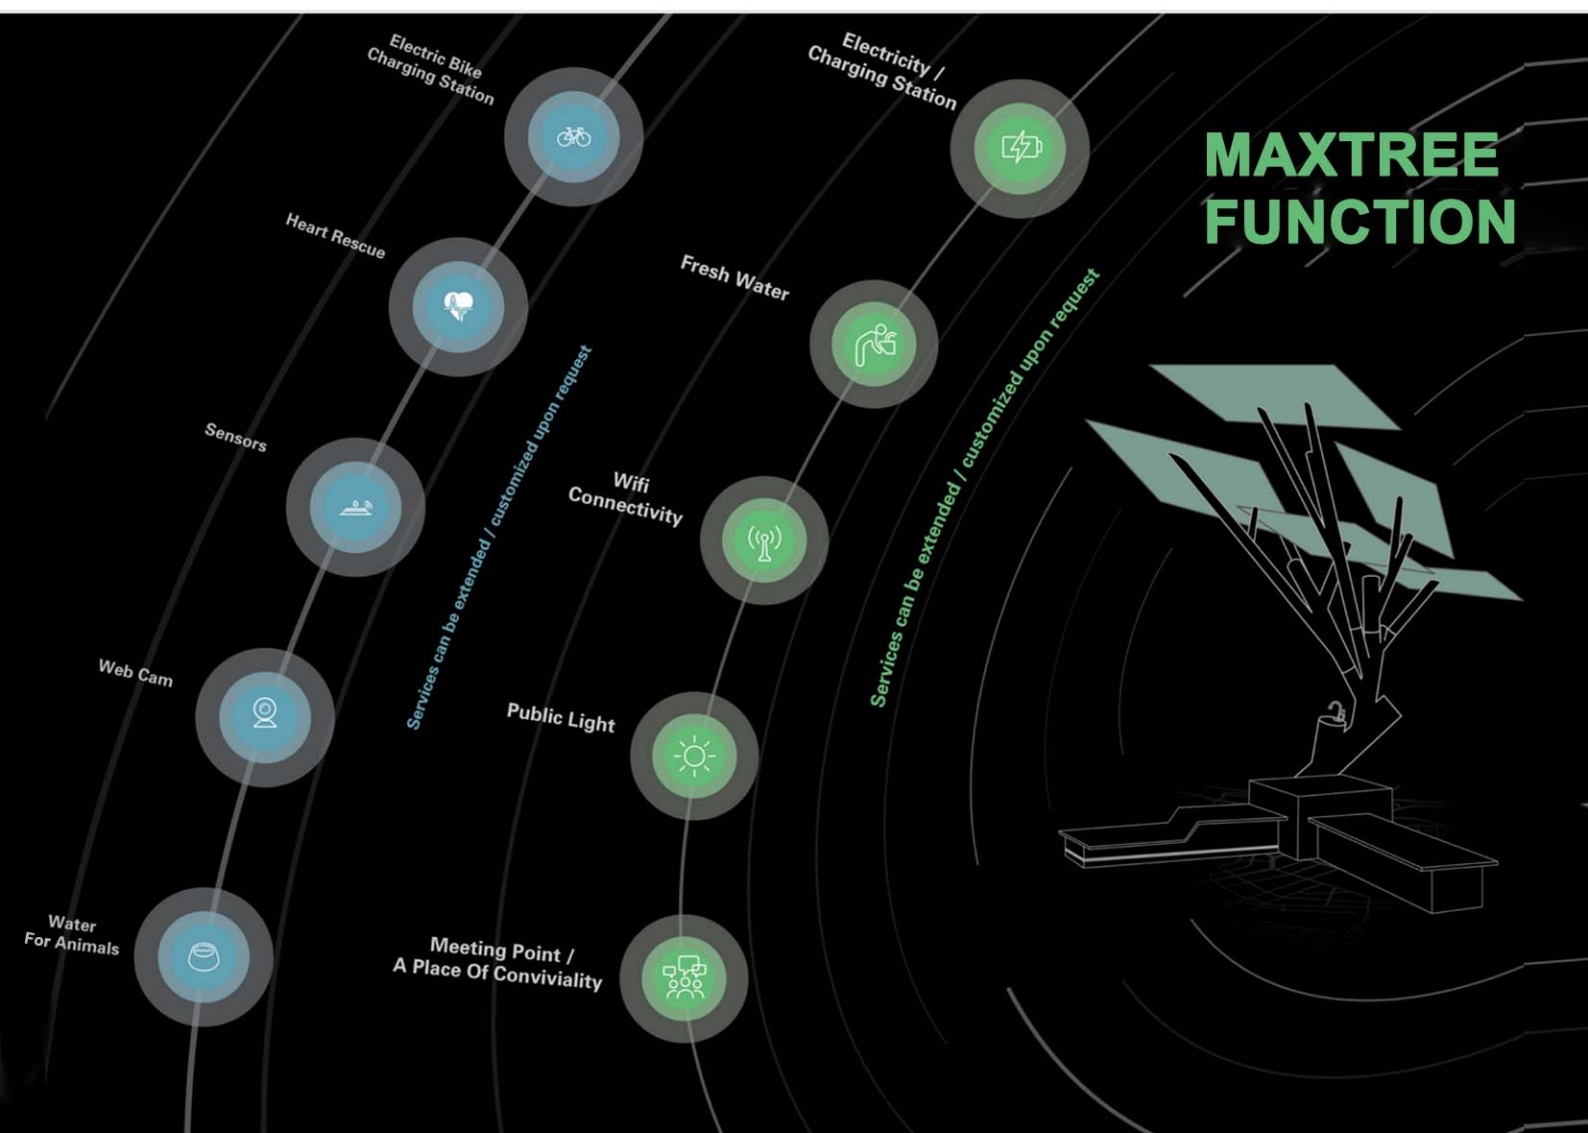 MAXTREE
FUNCTION
Electric Bike
Charging Station
Heart Rescue
Sensors
Web Cam
Water
For Animals
Services can be extended / customized upon request
Electricity /
Charging Station
Fresh Water
Wifi
Connectivity
Public Light
Meeting Point /
A Place Of Conviviality
Services can be extended / customized upon request